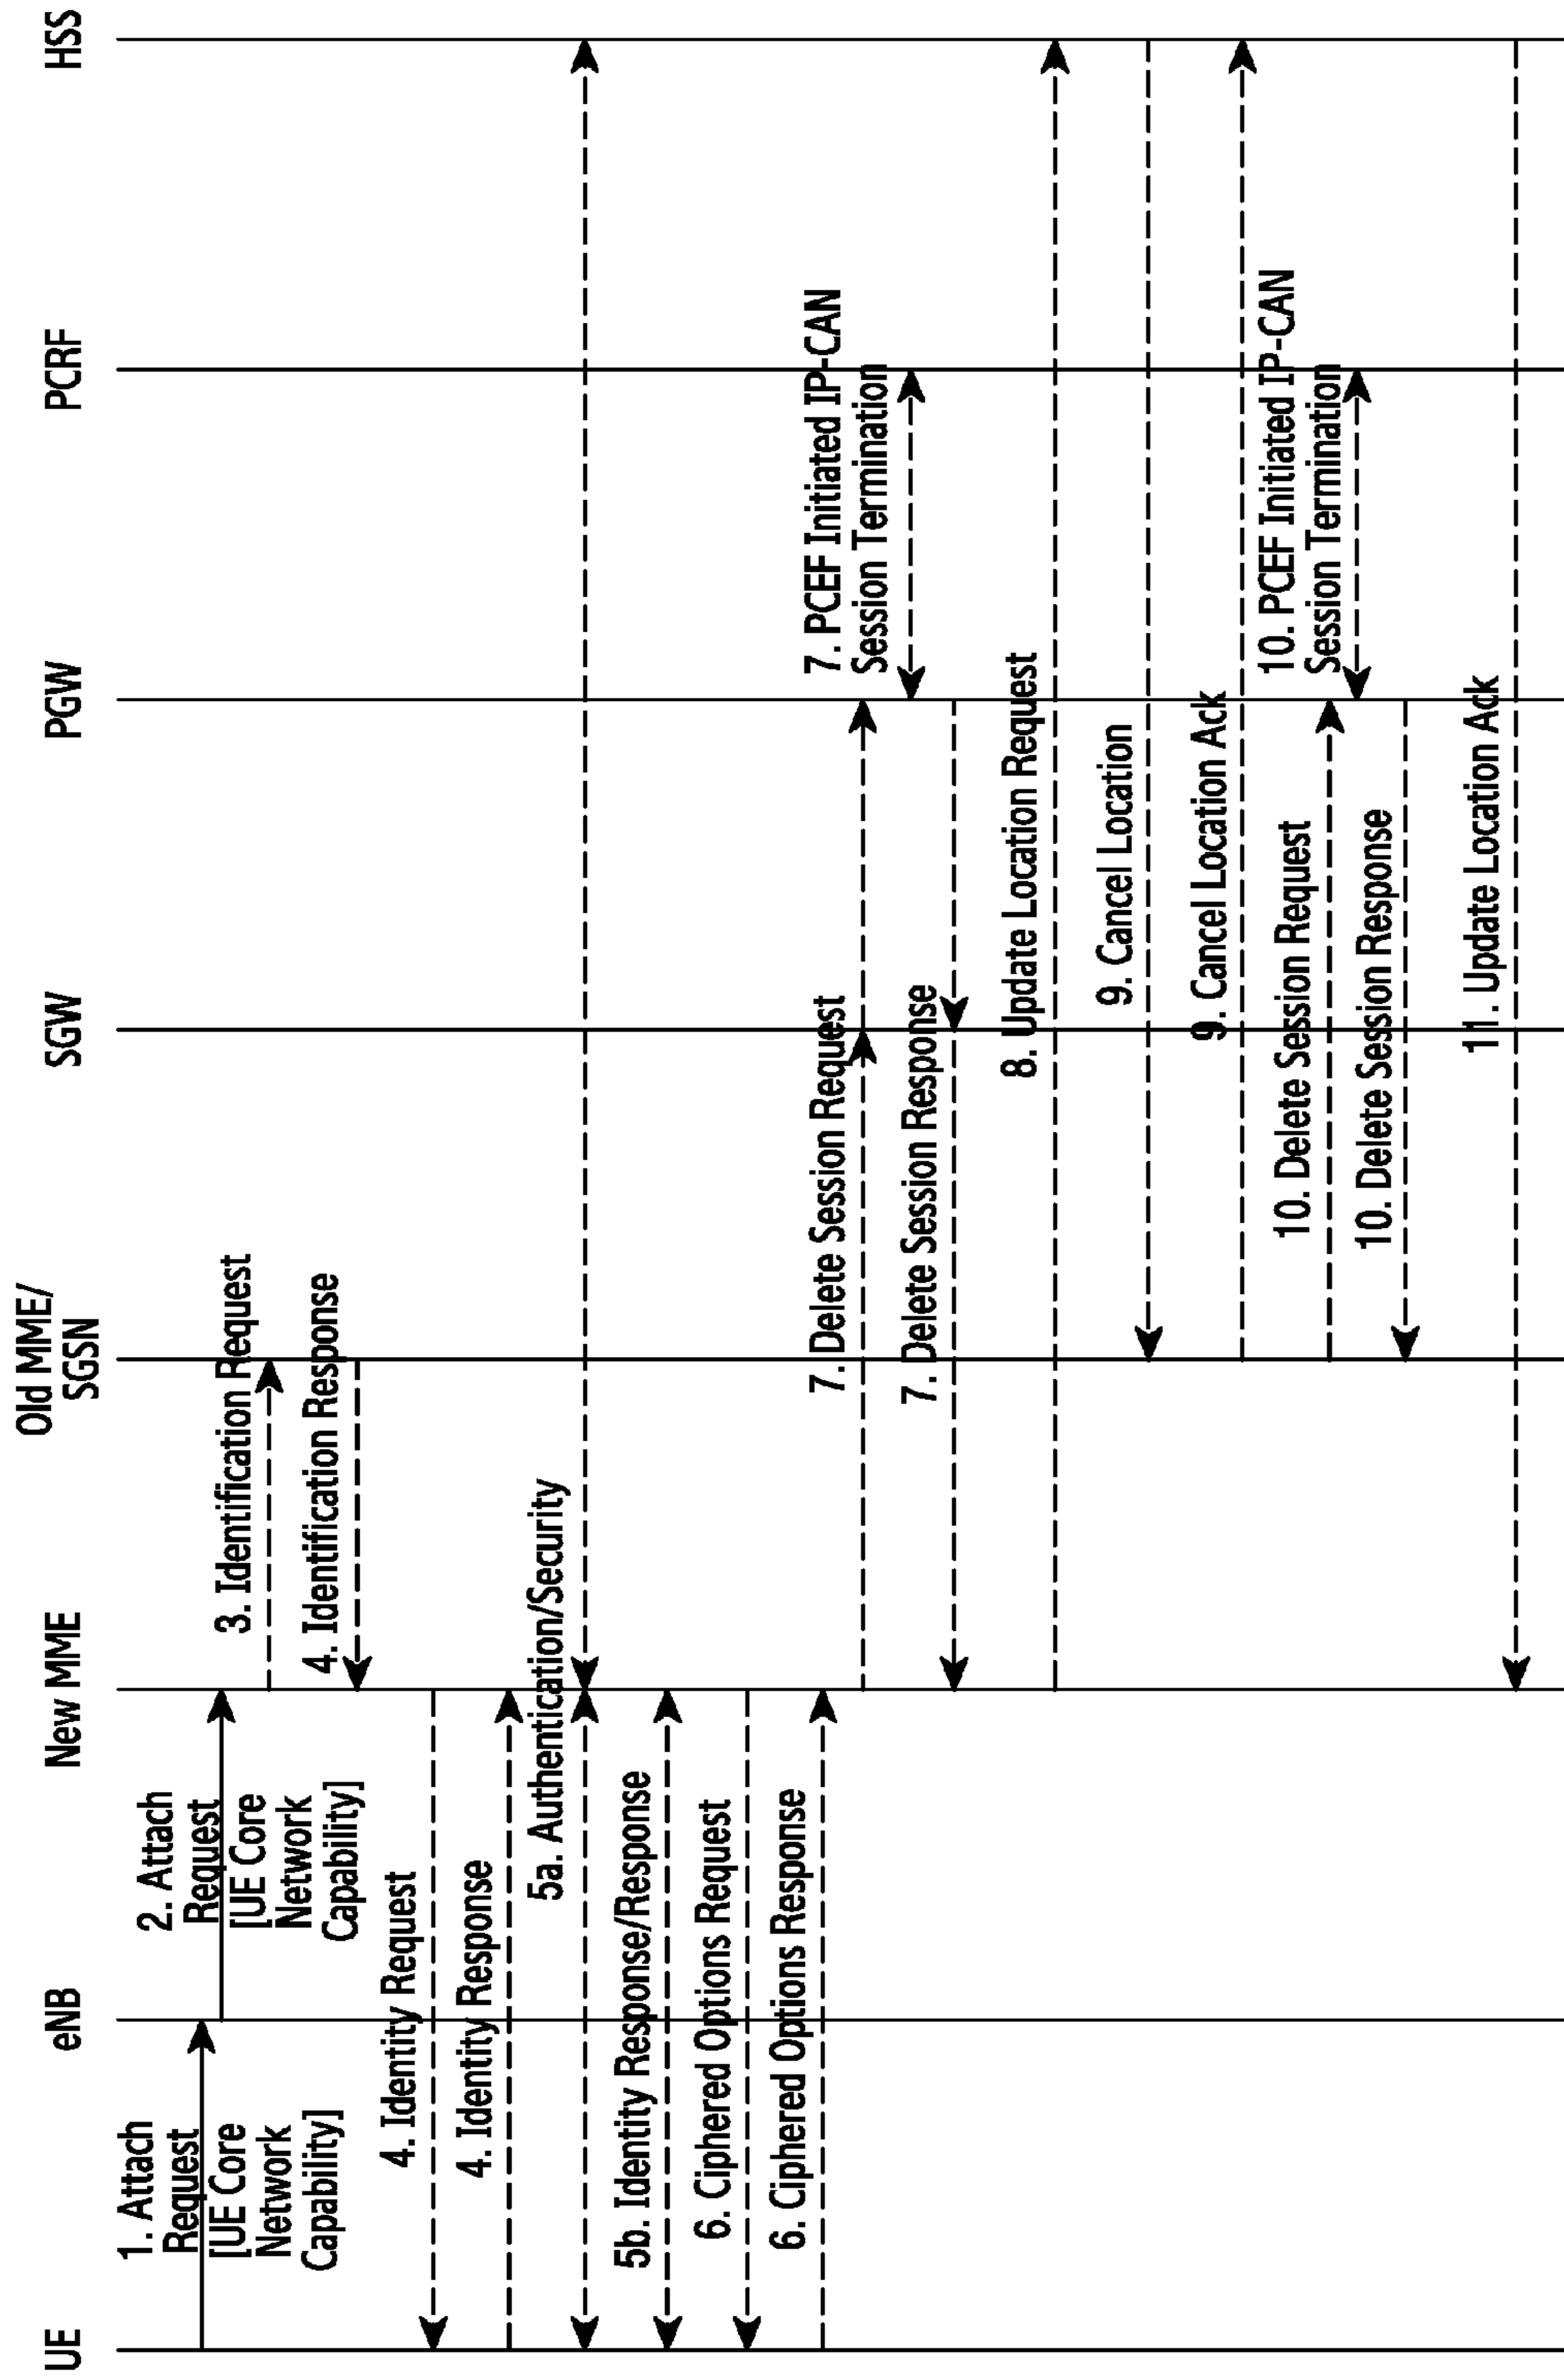 UE
eNB
New MME
Old MME/
SGSN
SGW
PGW
PCRF
HSS
1. Attach
Request
[UE Core
Network
Capability]
2. Attach
Request
[UE Core
Network
Capability]
3. Identification Request
4. Identification Response
4. Identity Request
4. Identity Response
5a. Authentication/Security
5b. Identity Response/Response
6. Ciphered Options Request
6. Ciphered Options Response
7. Delete Session Request
7. PCEF Initiated IP-CAN
Session Termination
7. Delete Session Response
8. Update Location Request
9. Cancel Location
9. Cancel Location Ack
10. Delete Session Request
10. PCEF Initiated IP-CAN
Session Termination
10. Delete Session Response
11. Update Location Ack